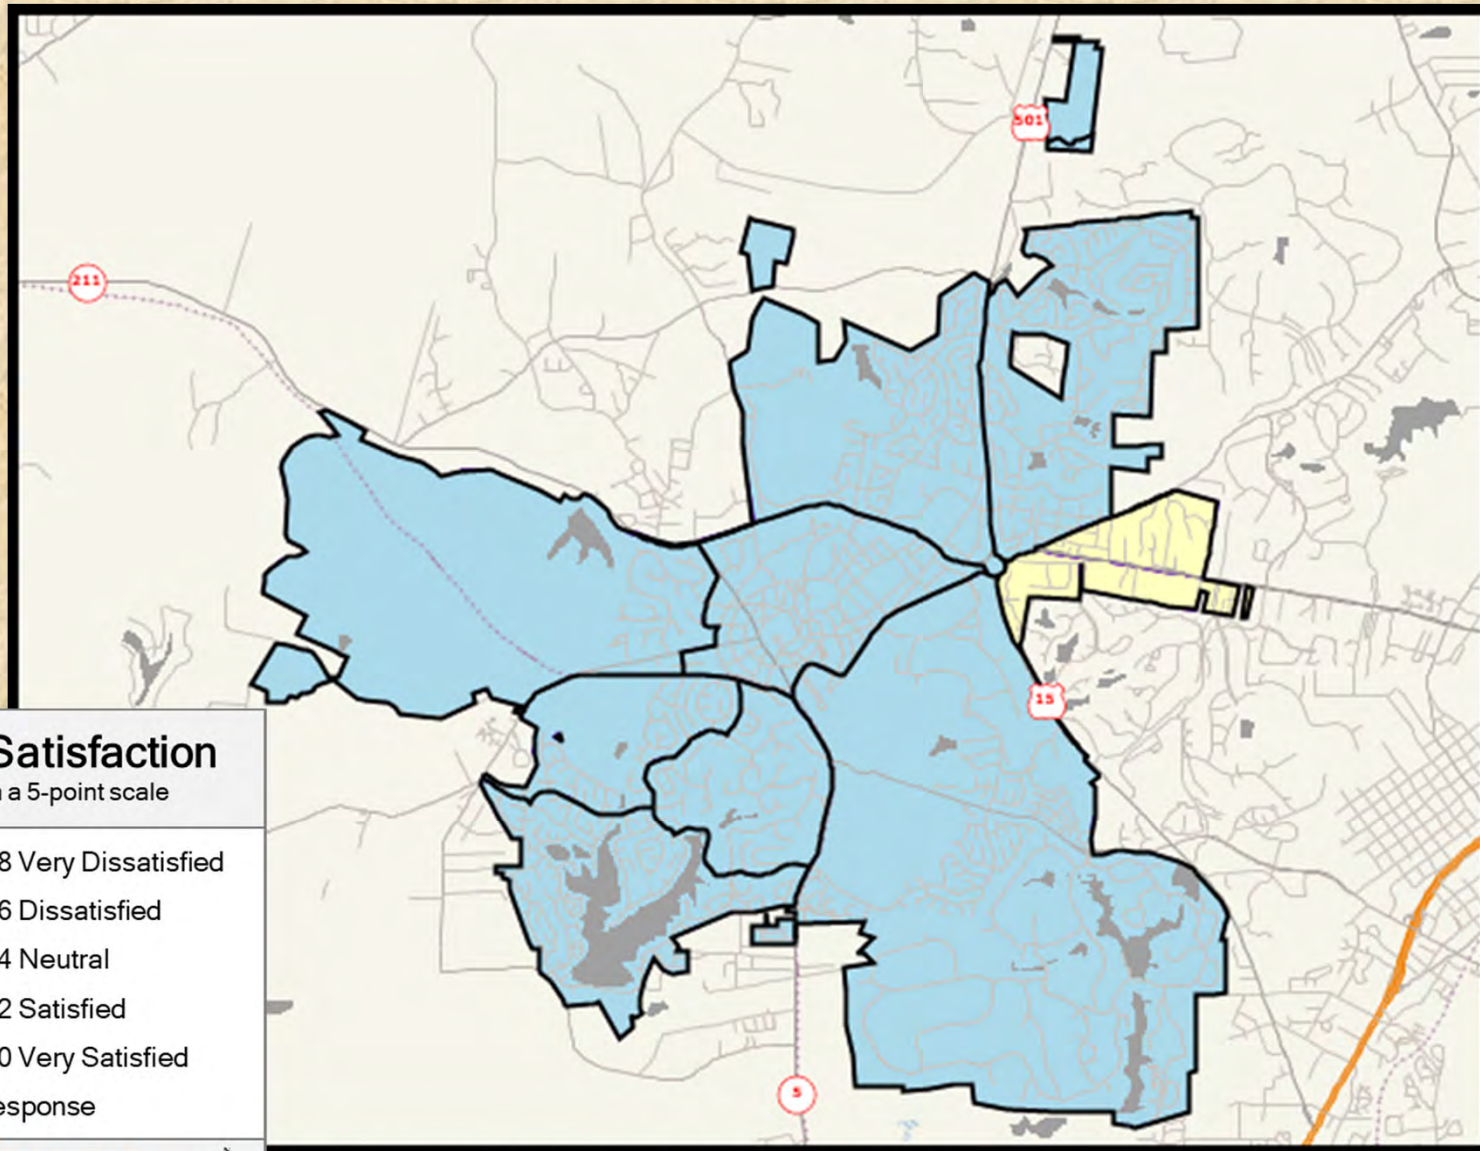 501
211
15
5
Satisfaction
a 5-point scale
8 Very Dissatisfied
6 Dissatisfied
4 Neutral
2 Satisfied
0 Very Satisfied
esponse